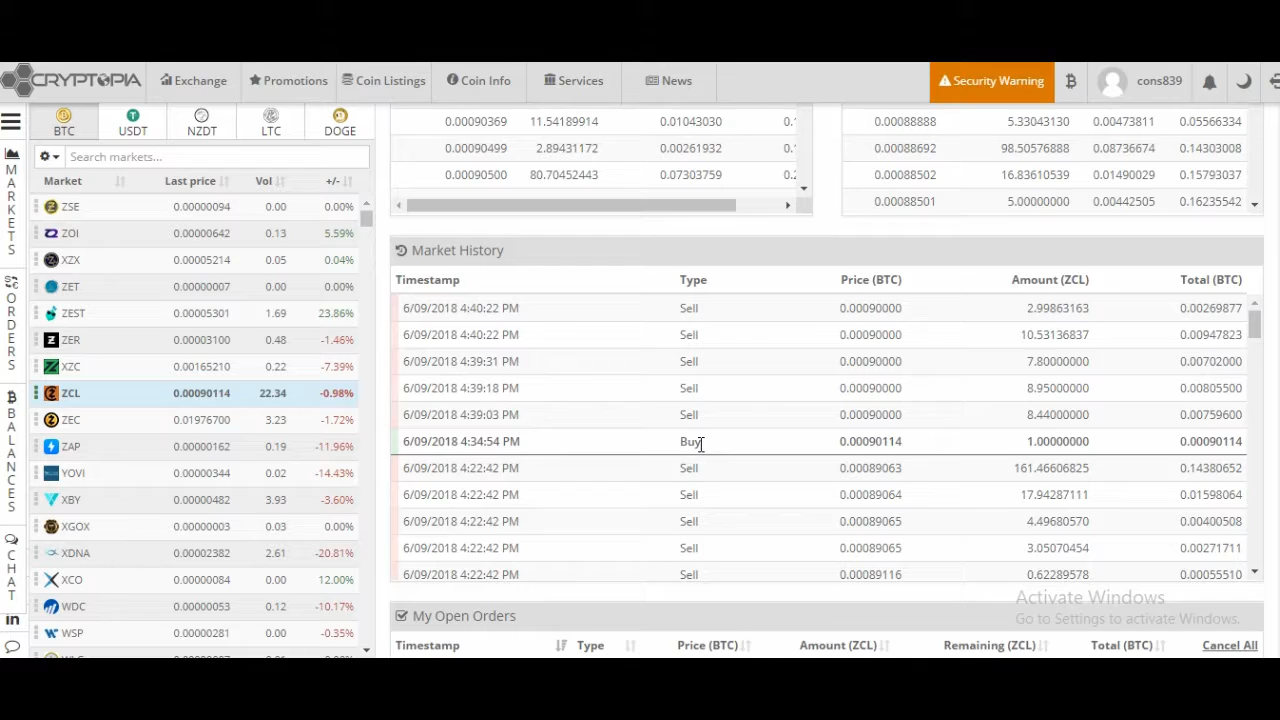 CRYPTOPIA Exchange Promotions Coin Listings Coin Info Services News Security Warning cons839
BTC USDT NZDT LTC DOGE
Search markets...
Market Last price Vol +/-
ZSE 0.00000094 0.00 0.00%
ZOI 0.00000642 0.13 5.59%
XZX 0.00005214 0.05 0.04%
ZET 0.00000007 0.00 0.00%
ZEST 0.00005301 1.69 23.86%
ZER 0.00003100 0.48 -1.46%
XZC 0.00165210 0.22 -7.39%
ZCL 0.00090114 22.34 -0.98%
ZEC 0.01976700 3.23 -1.72%
ZAP 0.00000162 0.19 -11.96%
YOVI 0.00000344 0.02 -14.43%
XBY 0.00000482 3.93 -3.60%
XGOX 0.00000003 0.03 0.00%
XDNA 0.00002382 2.61 -20.81%
XCO 0.00000084 0.00 12.00%
WDC 0.00000053 0.12 -10.17%
WSP 0.00000281 0.00 -0.35%
MARKETS
ORDERS
BALANCES
CHAT
in
0.00090369 11.54189914 0.01043030
0.00090499 2.89431172 0.00261932
0.00090500 80.70452443 0.07303759
0.00088888 5.33043130 0.00473811 0.05566334
0.00088692 98.50576888 0.08736674 0.14303008
0.00088502 16.83610539 0.01490029 0.15793037
0.00088501 5.00000000 0.00442505 0.16235542
Market History
Timestamp Type Price (BTC) Amount (ZCL) Total (BTC)
6/09/2018 4:40:22 PM Sell 0.00090000 2.99863163 0.00269877
6/09/2018 4:40:22 PM Sell 0.00090000 10.53136837 0.00947823
6/09/2018 4:39:31 PM Sell 0.00090000 7.80000000 0.00702000
6/09/2018 4:39:18 PM Sell 0.00090000 8.95000000 0.00805500
6/09/2018 4:39:03 PM Sell 0.00090000 8.44000000 0.00759600
6/09/2018 4:34:54 PM Buy 0.00090114 1.00000000 0.00090114
6/09/2018 4:22:42 PM Sell 0.00089063 161.46606825 0.14380652
6/09/2018 4:22:42 PM Sell 0.00089064 17.94287111 0.01598064
6/09/2018 4:22:42 PM Sell 0.00089065 4.49680570 0.00400508
6/09/2018 4:22:42 PM Sell 0.00089065 3.05070454 0.00271711
6/09/2018 4:22:42 PM Sell 0.00089116 0.62289578 0.00055510
Activate Windows
Go to Settings to activate Windows.
My Open Orders
Timestamp Type Price (BTC) Amount (ZCL) Remaining (ZCL) Total (BTC) Cancel All